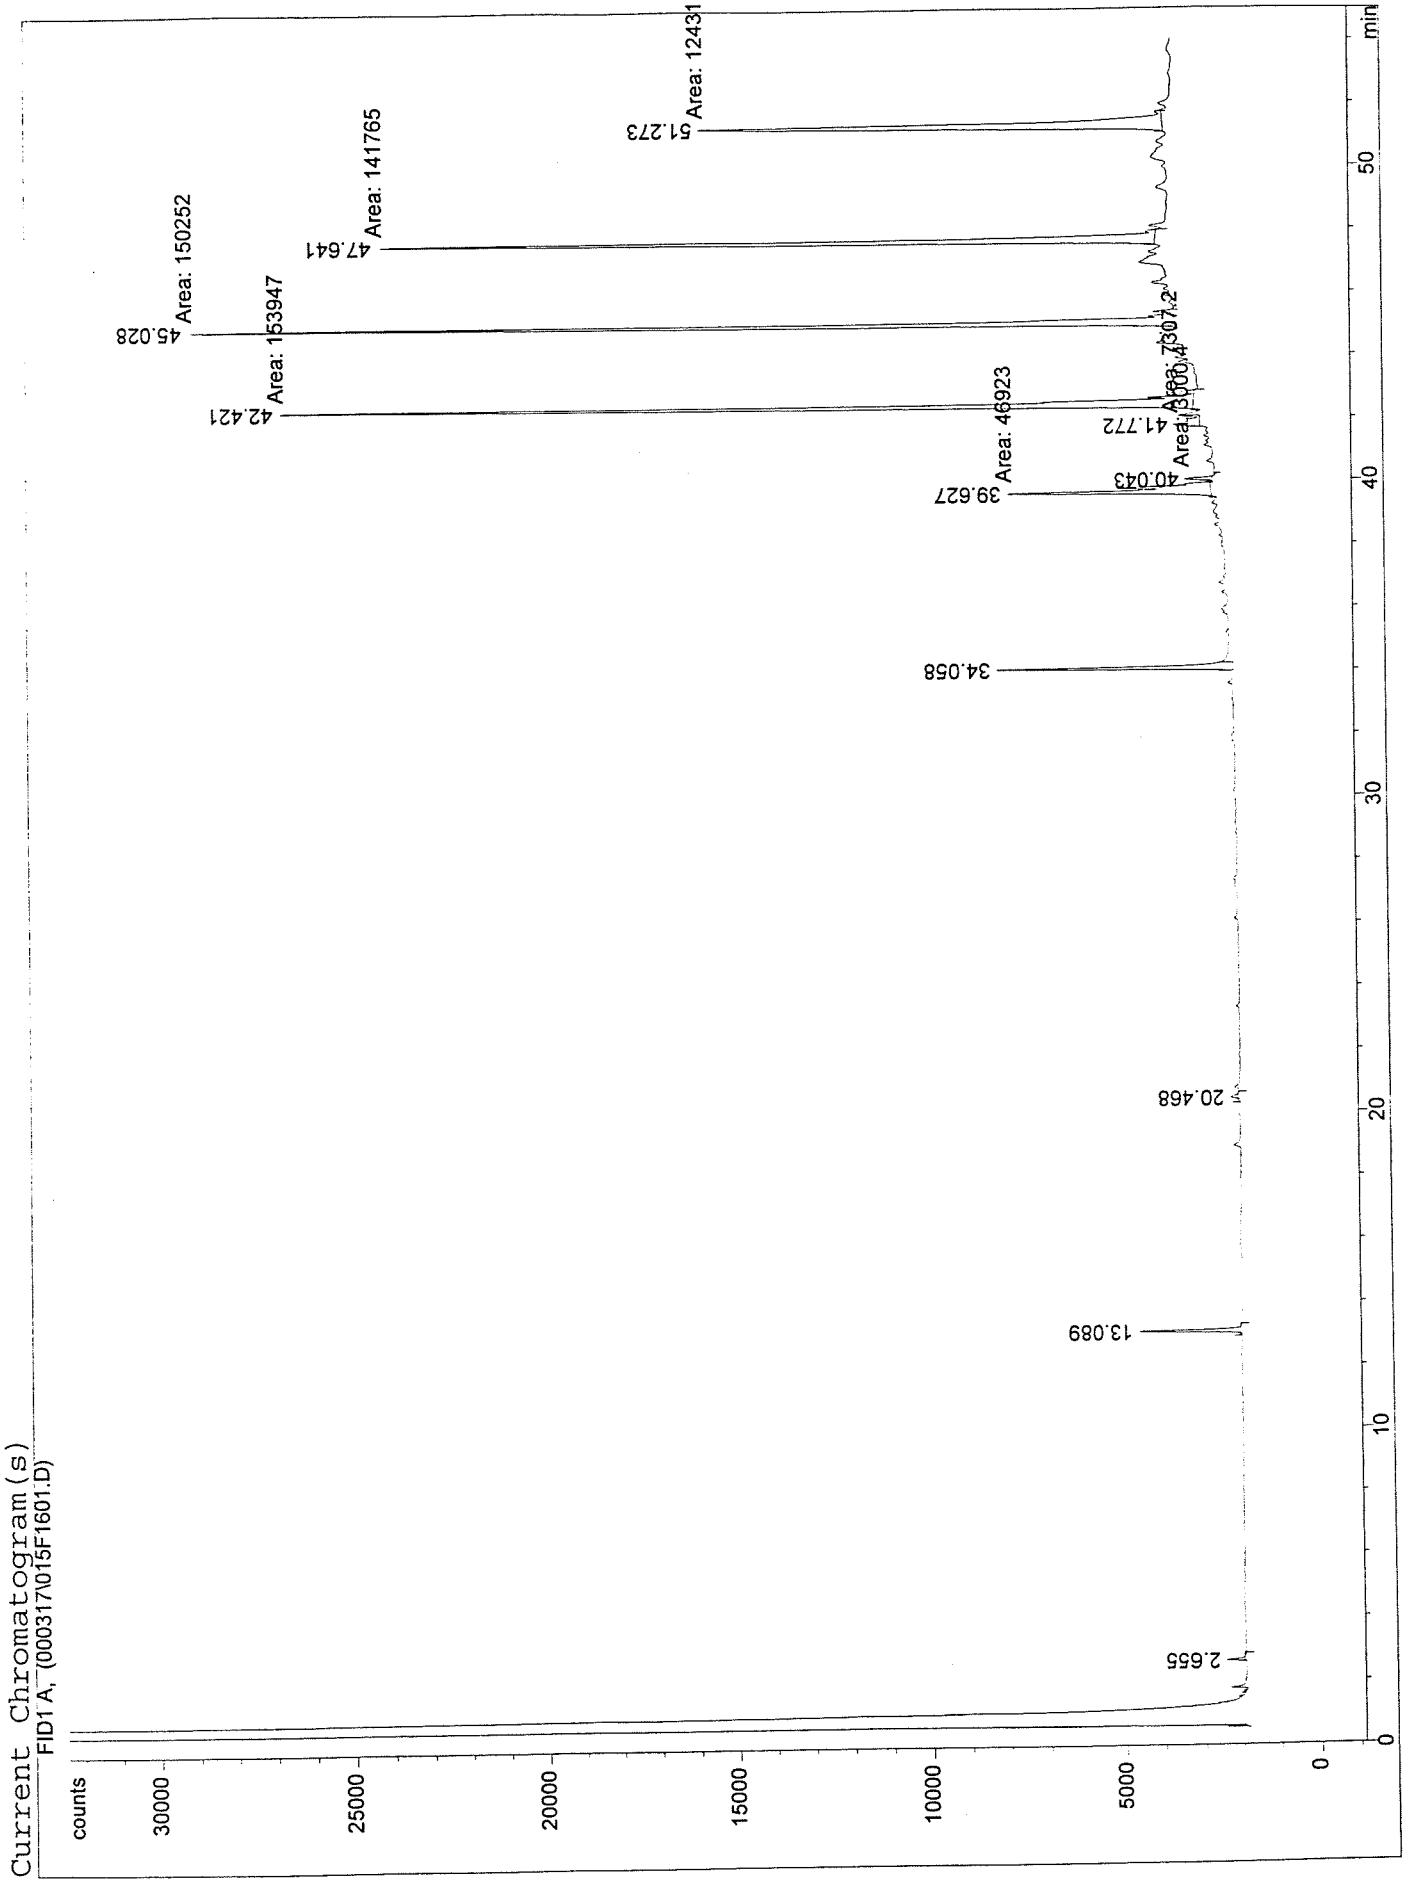 Current Chromatogram(s)
FID1 A, (000317\015F1601.D)
counts
30000
25000
20000
15000
10000
5000
0
2.655
13.089
20.468
34.058
39.627
Area: 46923
40.043
Area: 3000.4
41.772
Area: 7307.2
42.421
Area: 153947
45.028
Area: 150252
47.641
Area: 141765
51.273
Area: 12431
0
10
20
30
40
50
min